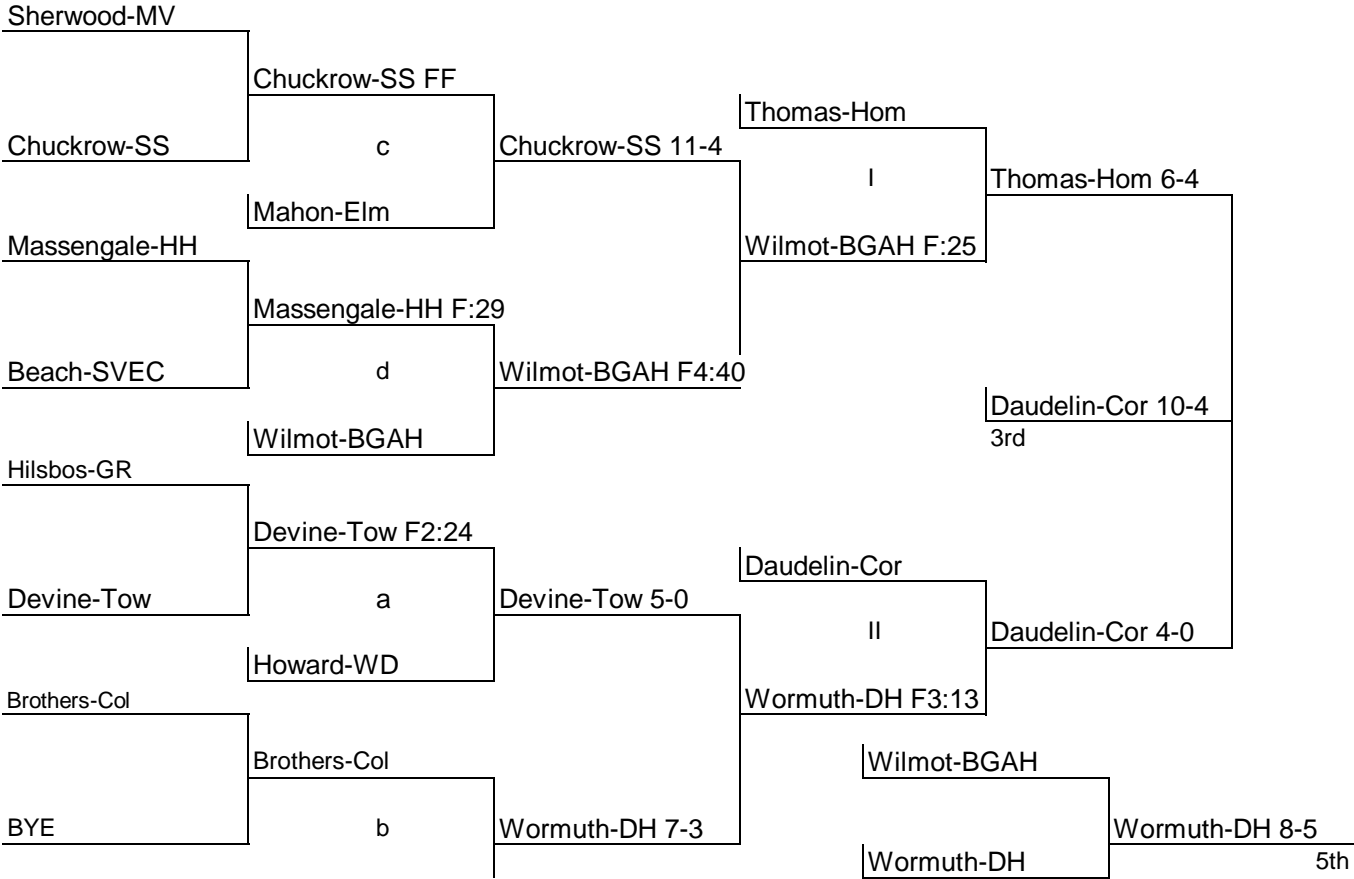 Sherwood-MV
Chuckrow-SS FF
Thomas-Hom
Chuckrow-SS
c
Chuckrow-SS 11-4
I
Thomas-Hom 6-4
Mahon-Elm
Massengale-HH
Wilmot-BGAH F:25
Massengale-HH F:29
Beach-SVEC
d
Wilmot-BGAH F4:40
Daudelin-Cor 10-4
Wilmot-BGAH
3rd
Hilsbos-GR
Devine-Tow F2:24
Daudelin-Cor
Devine-Tow
a
Devine-Tow 5-0
II
Daudelin-Cor 4-0
Howard-WD
Brothers-Col
Wormuth-DH F3:13
Brothers-Col
Wilmot-BGAH
BYE
b
Wormuth-DH 7-3
Wormuth-DH 8-5
Wormuth-DH
5th